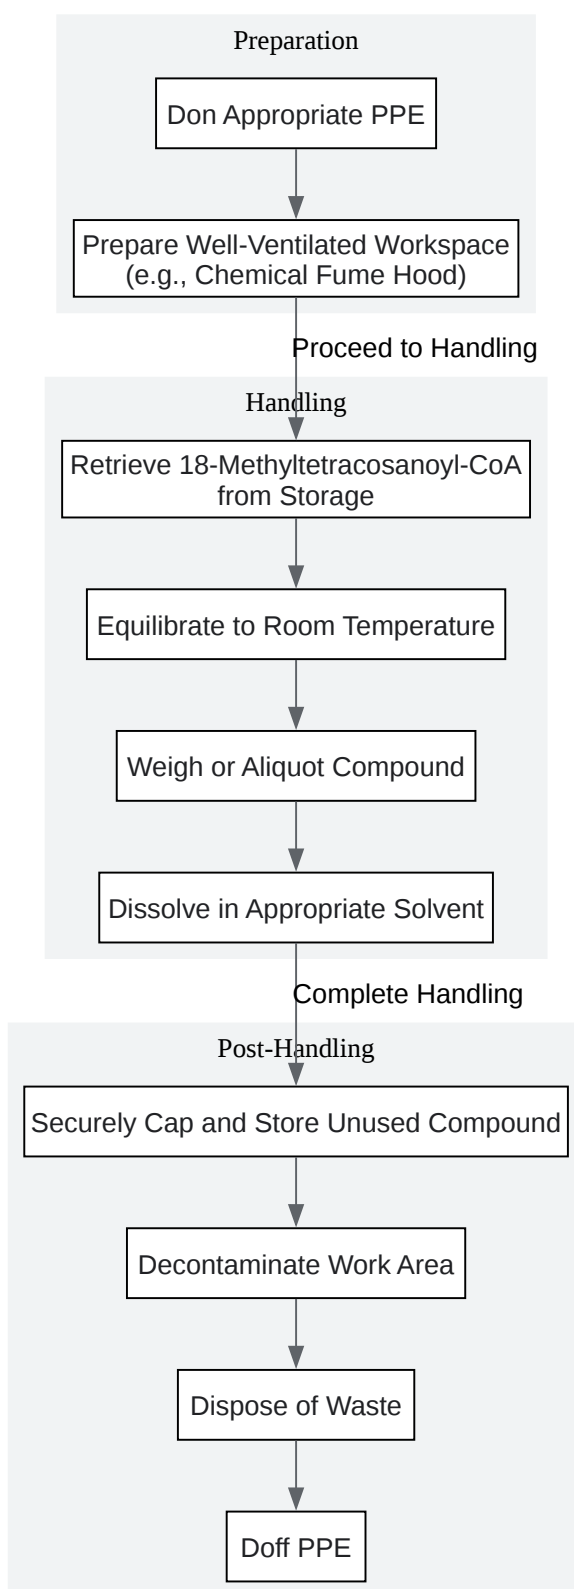 Preparation
Don Appropriate PPE
Prepare Well-Ventilated Workspace
(e.g., Chemical Fume Hood)
Proceed to Handling
Handling
Retrieve 18-Methyltetracosanoyl-CoA
from Storage
Equilibrate to Room Temperature
Weigh or Aliquot Compound
Dissolve in Appropriate Solvent
Complete Handling
Post-Handling
Securely Cap and Store Unused Compound
Decontaminate Work Area
Dispose of Waste
Doff PPE